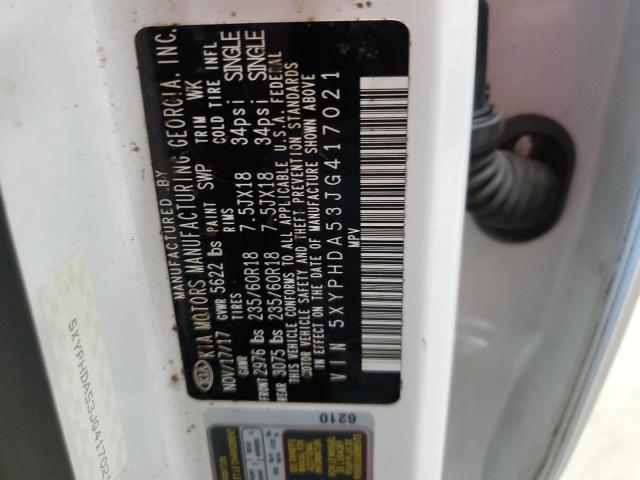 KIA MOTORS MANUFACTURING GEORGIA, INC.
NOV/17/17 GVWR 5622 lbs PAINT SWP TRIM WK
GAWR TIRES RIMS COLD TIRE INFL
FRONT 2976 lbs 235/60R18 7.5JX18 34psi SINGLE
REAR 3075 lbs 235/60R18 7.5JX18 34psi SINGLE
THIS VEHICLE CONFORMS TO ALL APPLICABLE U.S.A. FEDERAL
MOTOR VEHICLE SAFETY AND THEFT PREVENTION STANDARDS
IN EFFECT ON THE DATE OF MANUFACTURE SHOWN ABOVE
VIN 5XYPHDA53JG417021
MPV
MANUFACTURED BY
6210
5XYPHDA53JG417021